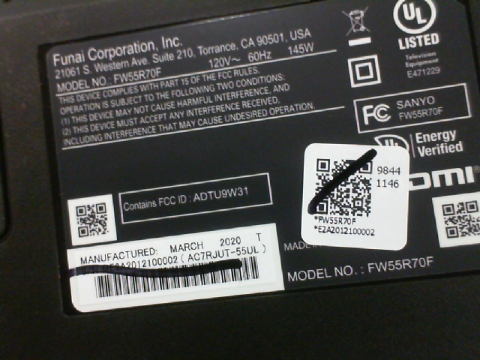 Funai Corporation, Inc.
21061 S. Western Ave. Suite 210, Torrance, CA 90501, USA
MODEL NO.: FW55R70F 120V~ 60Hz 145W
THIS DEVICE COMPLIES WITH PART 15 OF THE FCC RULES.
OPERATION IS SUBJECT TO THE FOLLOWING TWO CONDITIONS:
(1) THIS DEVICE MAY NOT CAUSE HARMFUL INTERFERENCE, AND
(2) THIS DEVICE MUST ACCEPT ANY INTERFERENCE RECEIVED,
INCLUDING INTERFERENCE THAT MAY CAUSE UNDESIRED OPERATION.
UL
LISTED
Television
Equipment
E471229
FC SANYO
FW55R70F
UL Energy
Verified
Contains FCC ID : ADTU9W31
9844
1146
*FW55R70F
*E2A2012100002
HDMI
MANUFACTURED: MARCH 2020 T
E2A2012100002 (AC7RJUT-55UL)
MADE IN
MODEL NO.: FW55R70F